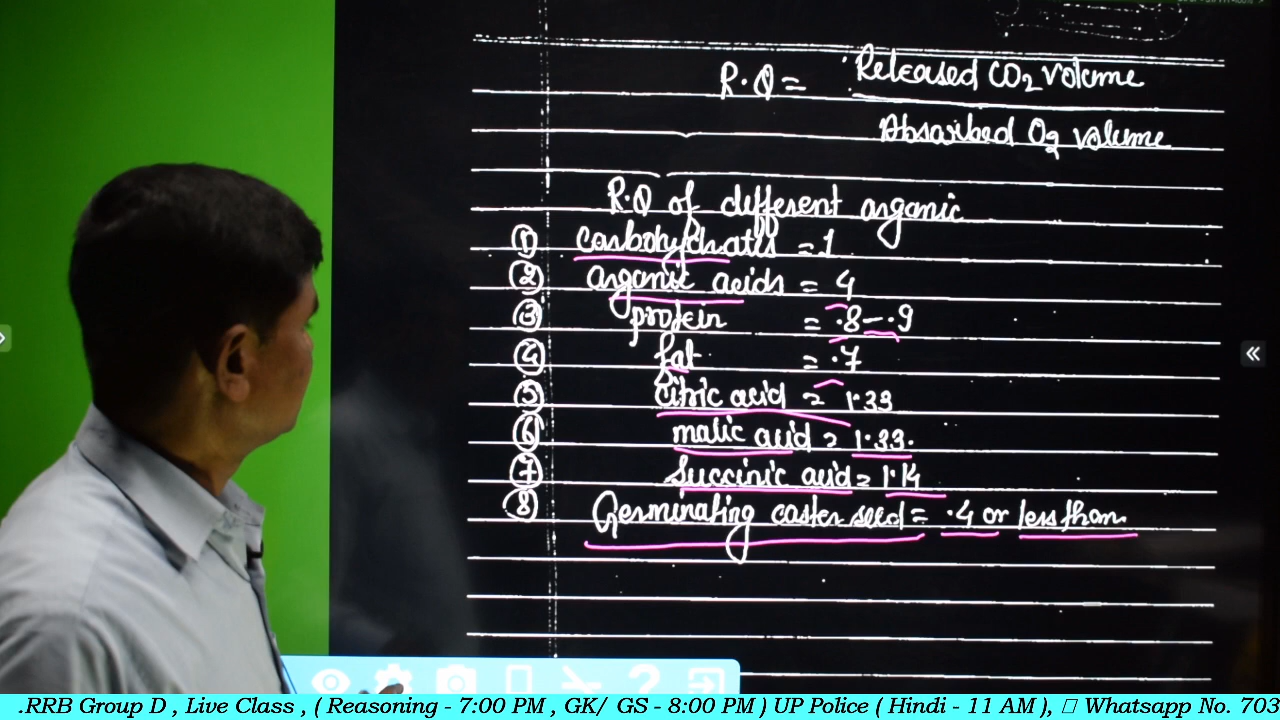 R.Q = Released CO2 volume
Absorbed O2 volume
R.Q of different organic
① carbohydrates = 1
② organic acids = 4
③ protein = .8 - .9
④ fat = .7
⑤ Citric acid = 1.33
⑥ malic acid = 1.33.
⑦ Succinic acid = 1.14
⑧ Germinating caster seed = .4 or less than
.RRB Group D , Live Class , ( Reasoning - 7:00 PM , GK/ GS - 8:00 PM ) UP Police ( Hindi - 11 AM ), Whatsapp No. 703